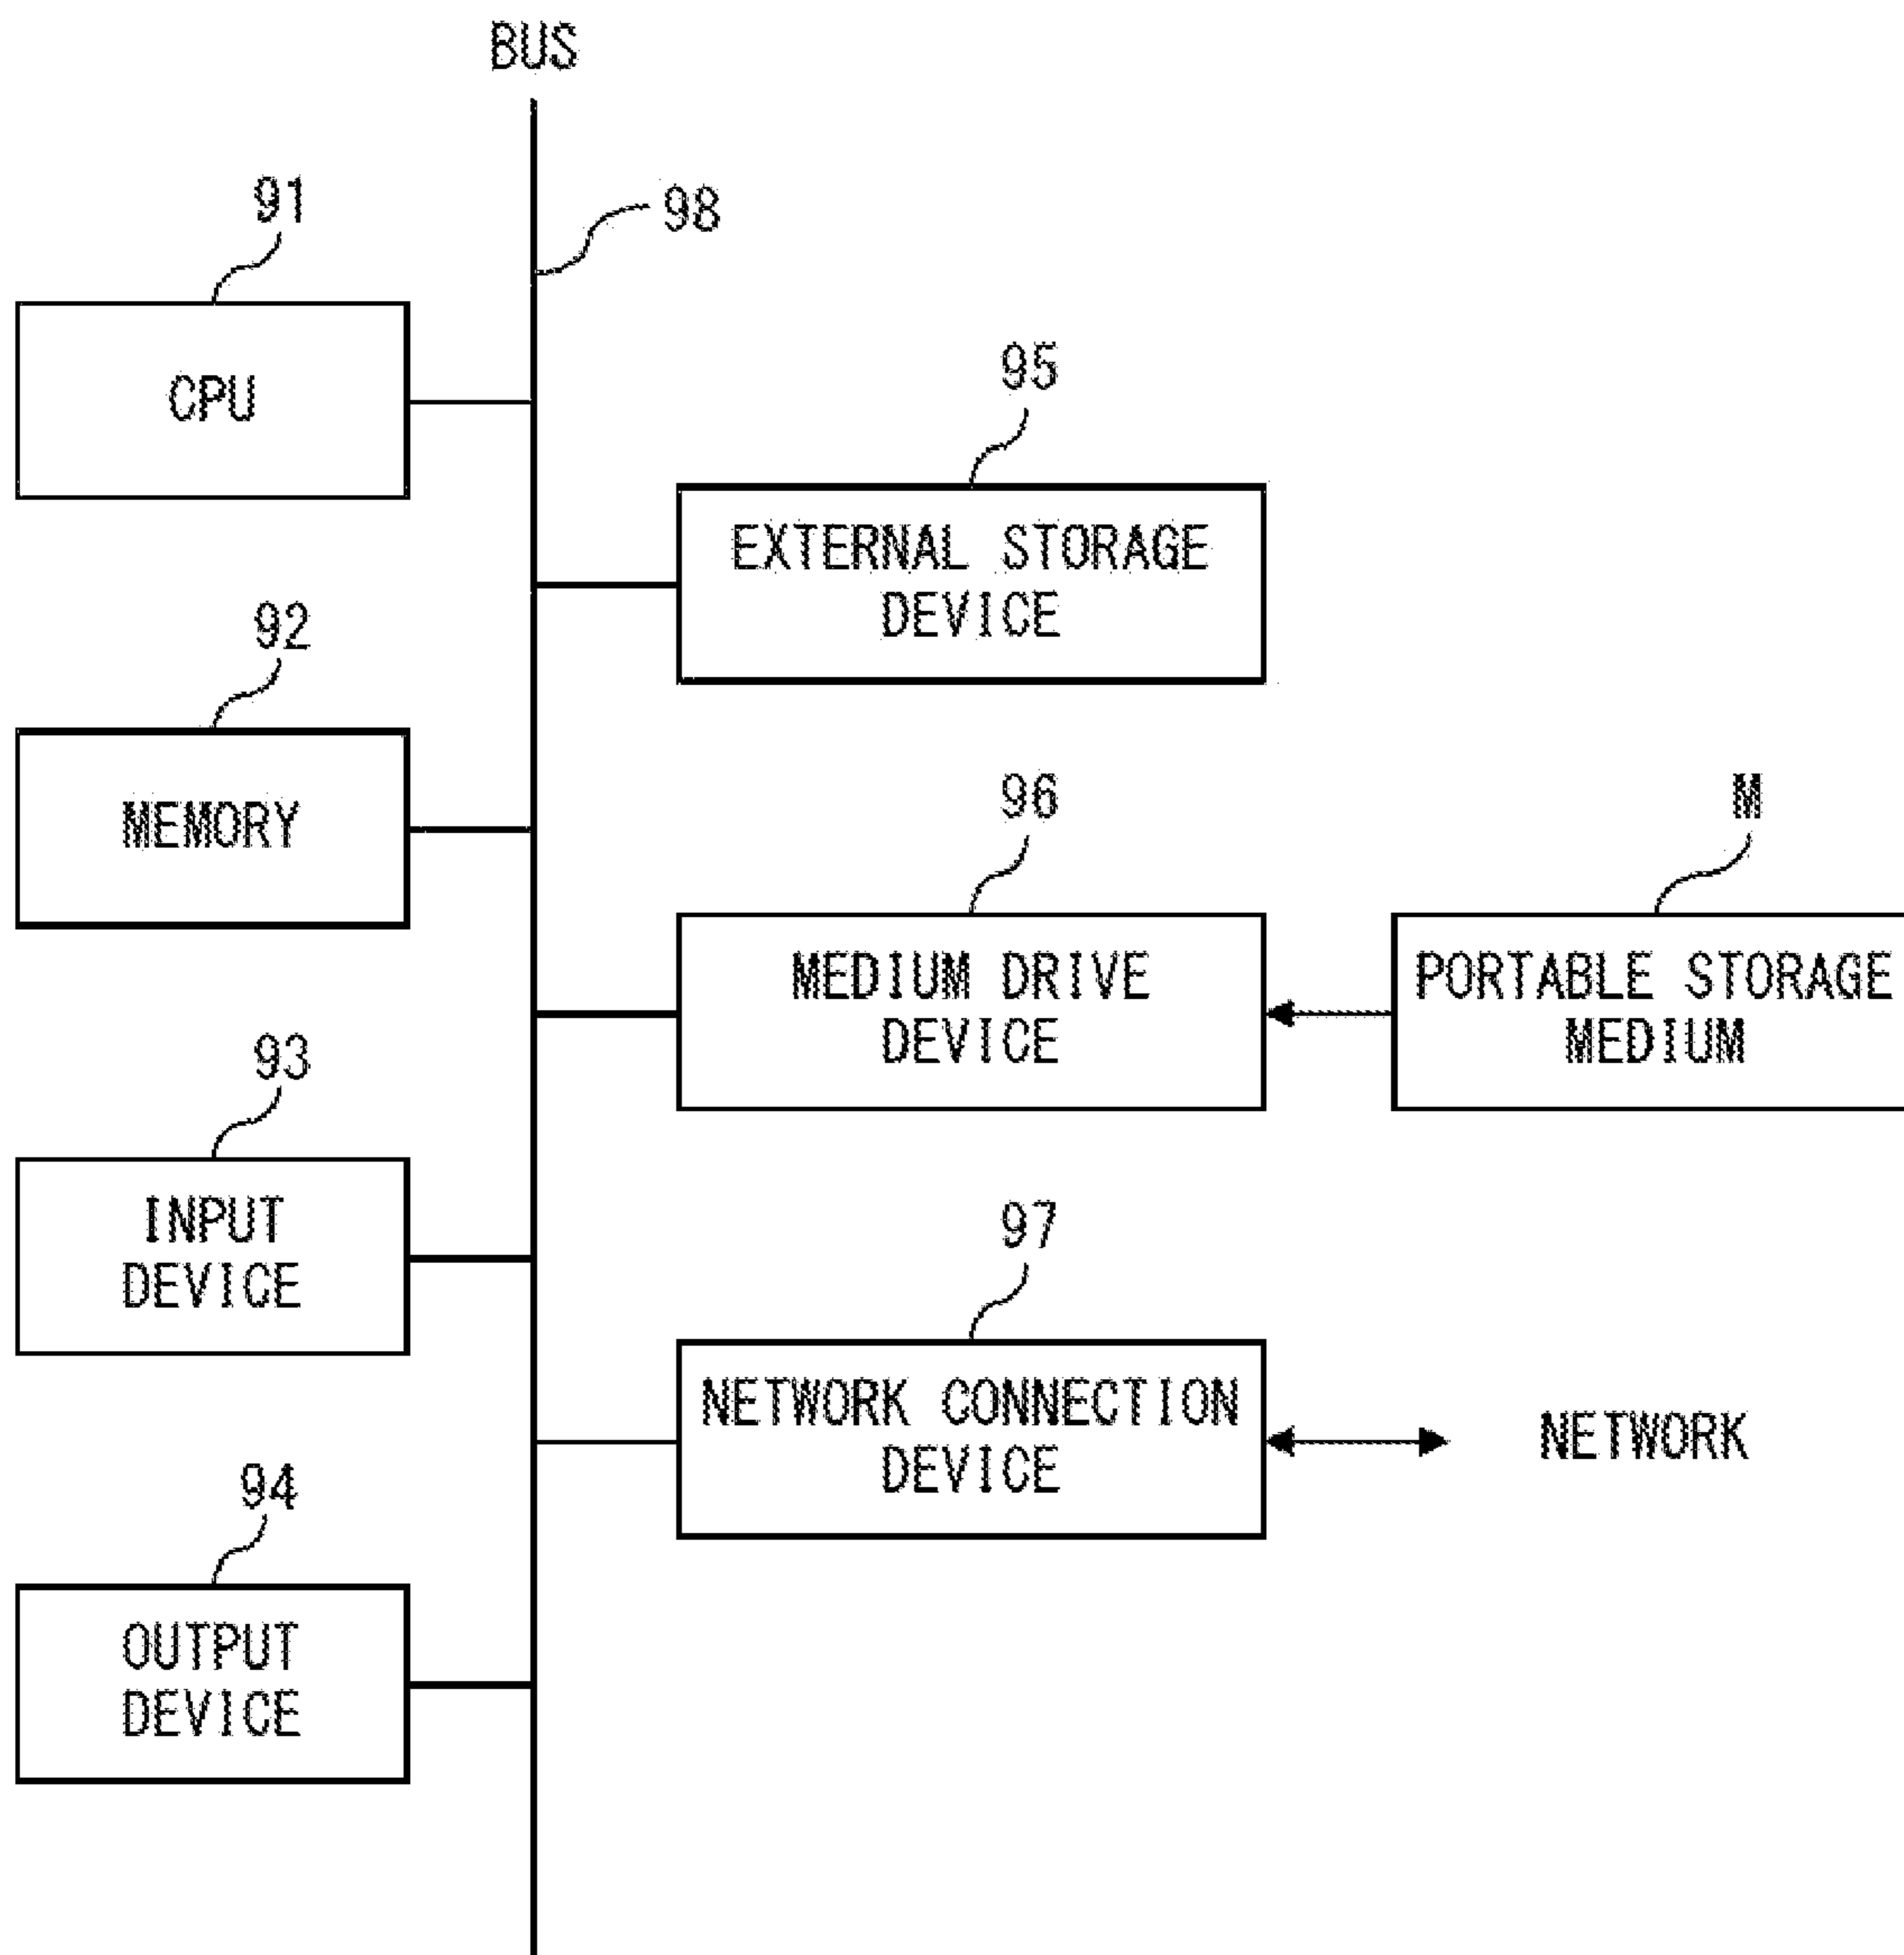 BUS
91
98
CPU
95
EXTERNAL STORAGE
DEVICE
92
MEMORY
96
M
MEDIUM DRIVE
DEVICE
PORTABLE STORAGE
MEDIUM
93
INPUT
DEVICE
97
NETWORK CONNECTION
DEVICE
NETWORK
94
OUTPUT
DEVICE